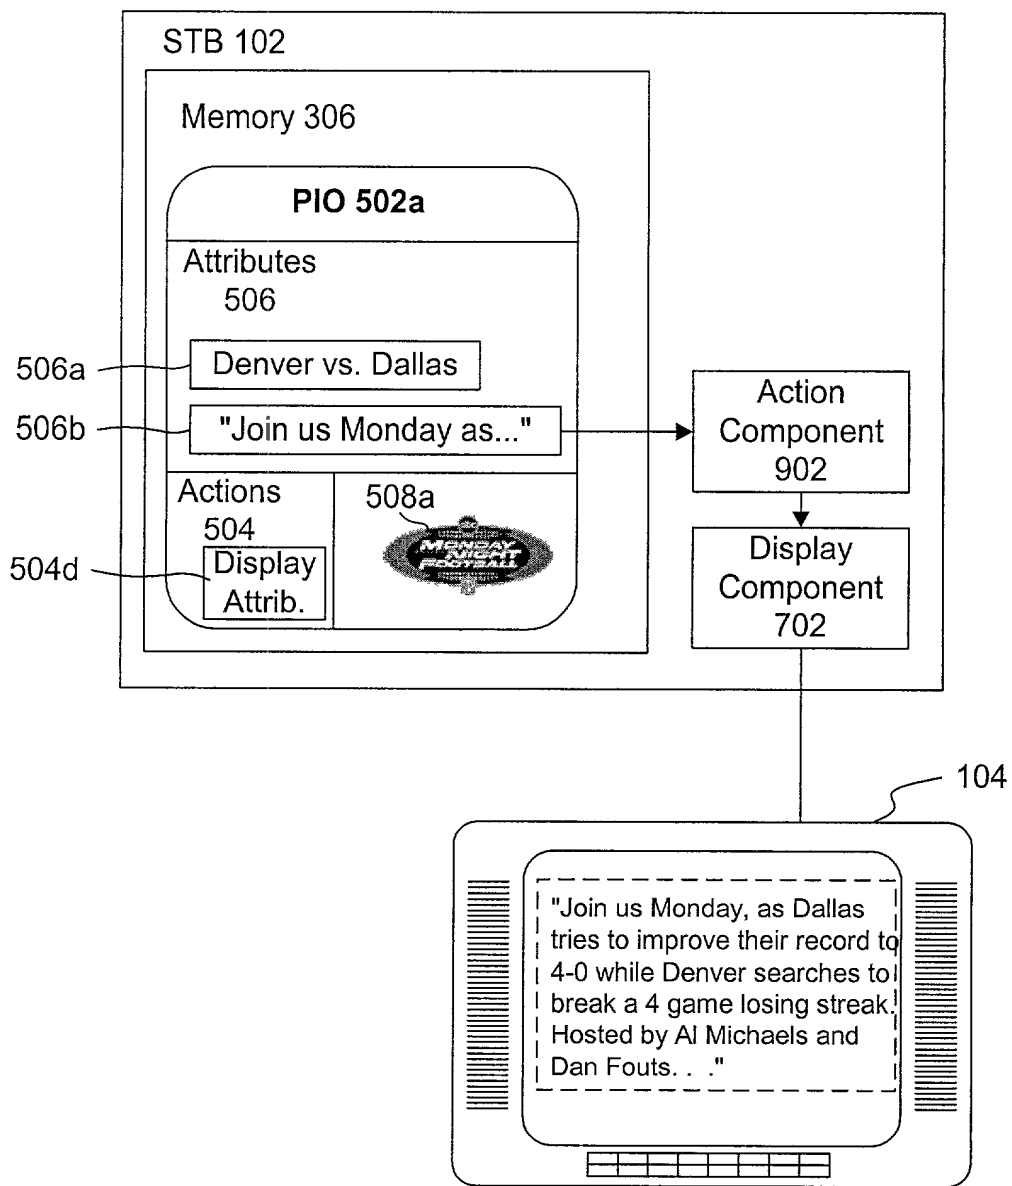 STB 102
Memory 306
PIO 502a
Attributes
506
506a
Denver vs. Dallas
506b
"Join us Monday as..."
Action
Component
902
Actions
504
504d
Display
Attrib.
508a
MONDAY
NIGHT
FOOTBALL
Display
Component
702
104
"Join us Monday, as Dallas
tries to improve their record to
4-0 while Denver searches to
break a 4 game losing streak.
Hosted by Al Michaels and
Dan Fouts. . ."